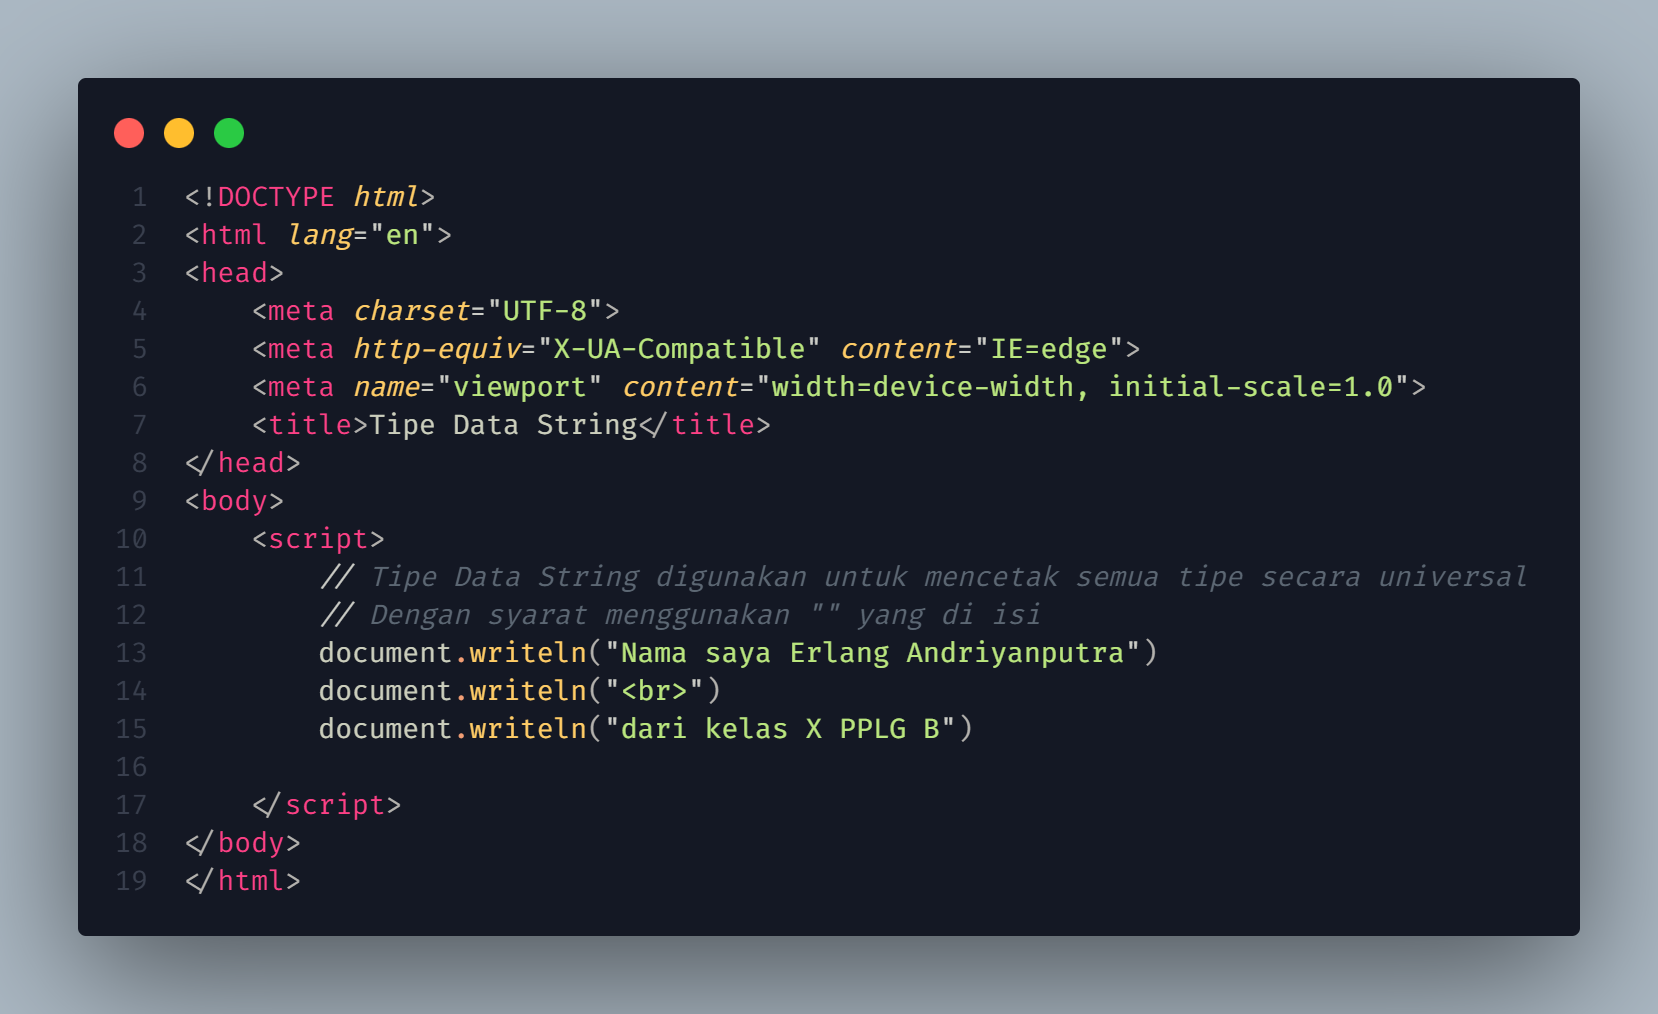 1 <!DOCTYPE html>
2 <html lang="en">
3 <head>
4     <meta charset="UTF-8">
5     <meta http-equiv="X-UA-Compatible" content="IE=edge">
6     <meta name="viewport" content="width=device-width, initial-scale=1.0">
7     <title>Tipe Data String</title>
8 </head>
9 <body>
10     <script>
11         // Tipe Data String digunakan untuk mencetak semua tipe secara universal
12         // Dengan syarat menggunakan "" yang di isi
13         document.writeln("Nama saya Erlang Andriyanputra")
14         document.writeln("<br>")
15         document.writeln("dari kelas X PPLG B")
16
17     </script>
18 </body>
19 </html>